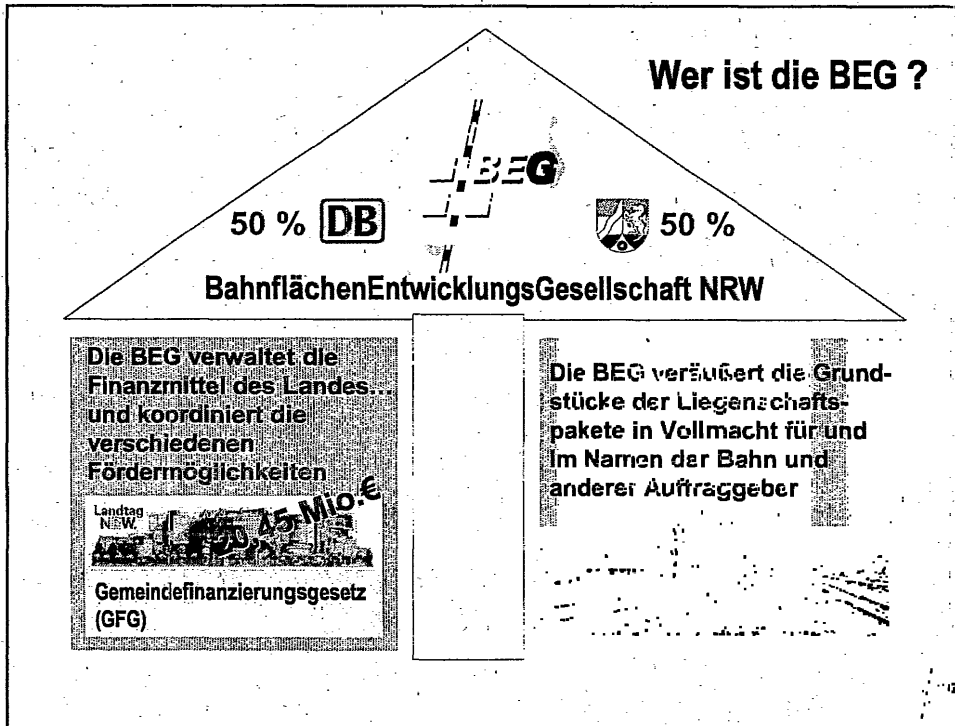 Wer ist die BEG ?
BEG
50 % DB
50 %
BahnflächenEntwicklungsGesellschaft NRW
Die BEG verwaltet die
Finanzmittel des Landes...
und koordiniert die
verschiedenen
Fördermöglichkeiten
Landtag
NRW.
20,45 Mio.€
Gemeindefinanzierungsgesetz
(GFG)
Die BEG veräußert die Grund-
stücke der Liegenschafts-
pakete in Vollmacht für und
im Namen der Bahn und
anderer Auftraggeber